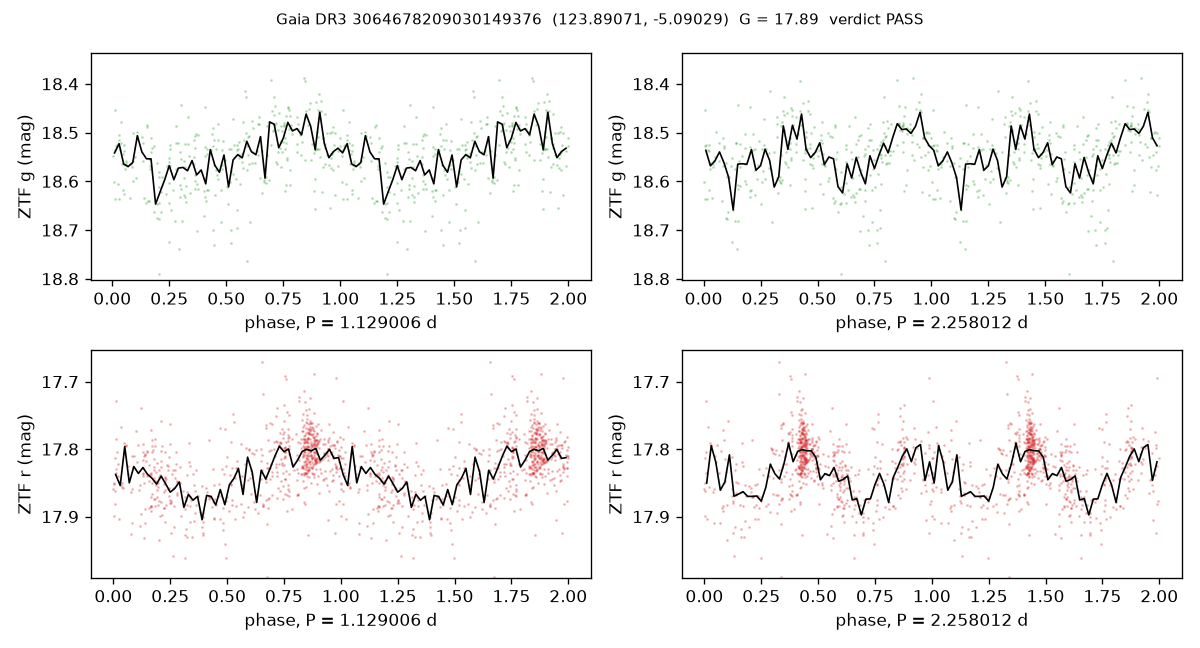 Gaia DR3 3064678209030149376 (123.89071, -5.09029) G = 17.89 verdict PASS
18.4
18.5
18.6
18.7
18.8
ZTF g (mag)
0.00 0.25 0.50 0.75 1.00 1.25 1.50 1.75 2.00
phase, P = 1.129006 d
18.4
18.5
18.6
18.7
18.8
ZTF g (mag)
0.00 0.25 0.50 0.75 1.00 1.25 1.50 1.75 2.00
phase, P = 2.258012 d
17.7
17.8
17.9
ZTF r (mag)
0.00 0.25 0.50 0.75 1.00 1.25 1.50 1.75 2.00
phase, P = 1.129006 d
17.7
17.8
17.9
ZTF r (mag)
0.00 0.25 0.50 0.75 1.00 1.25 1.50 1.75 2.00
phase, P = 2.258012 d